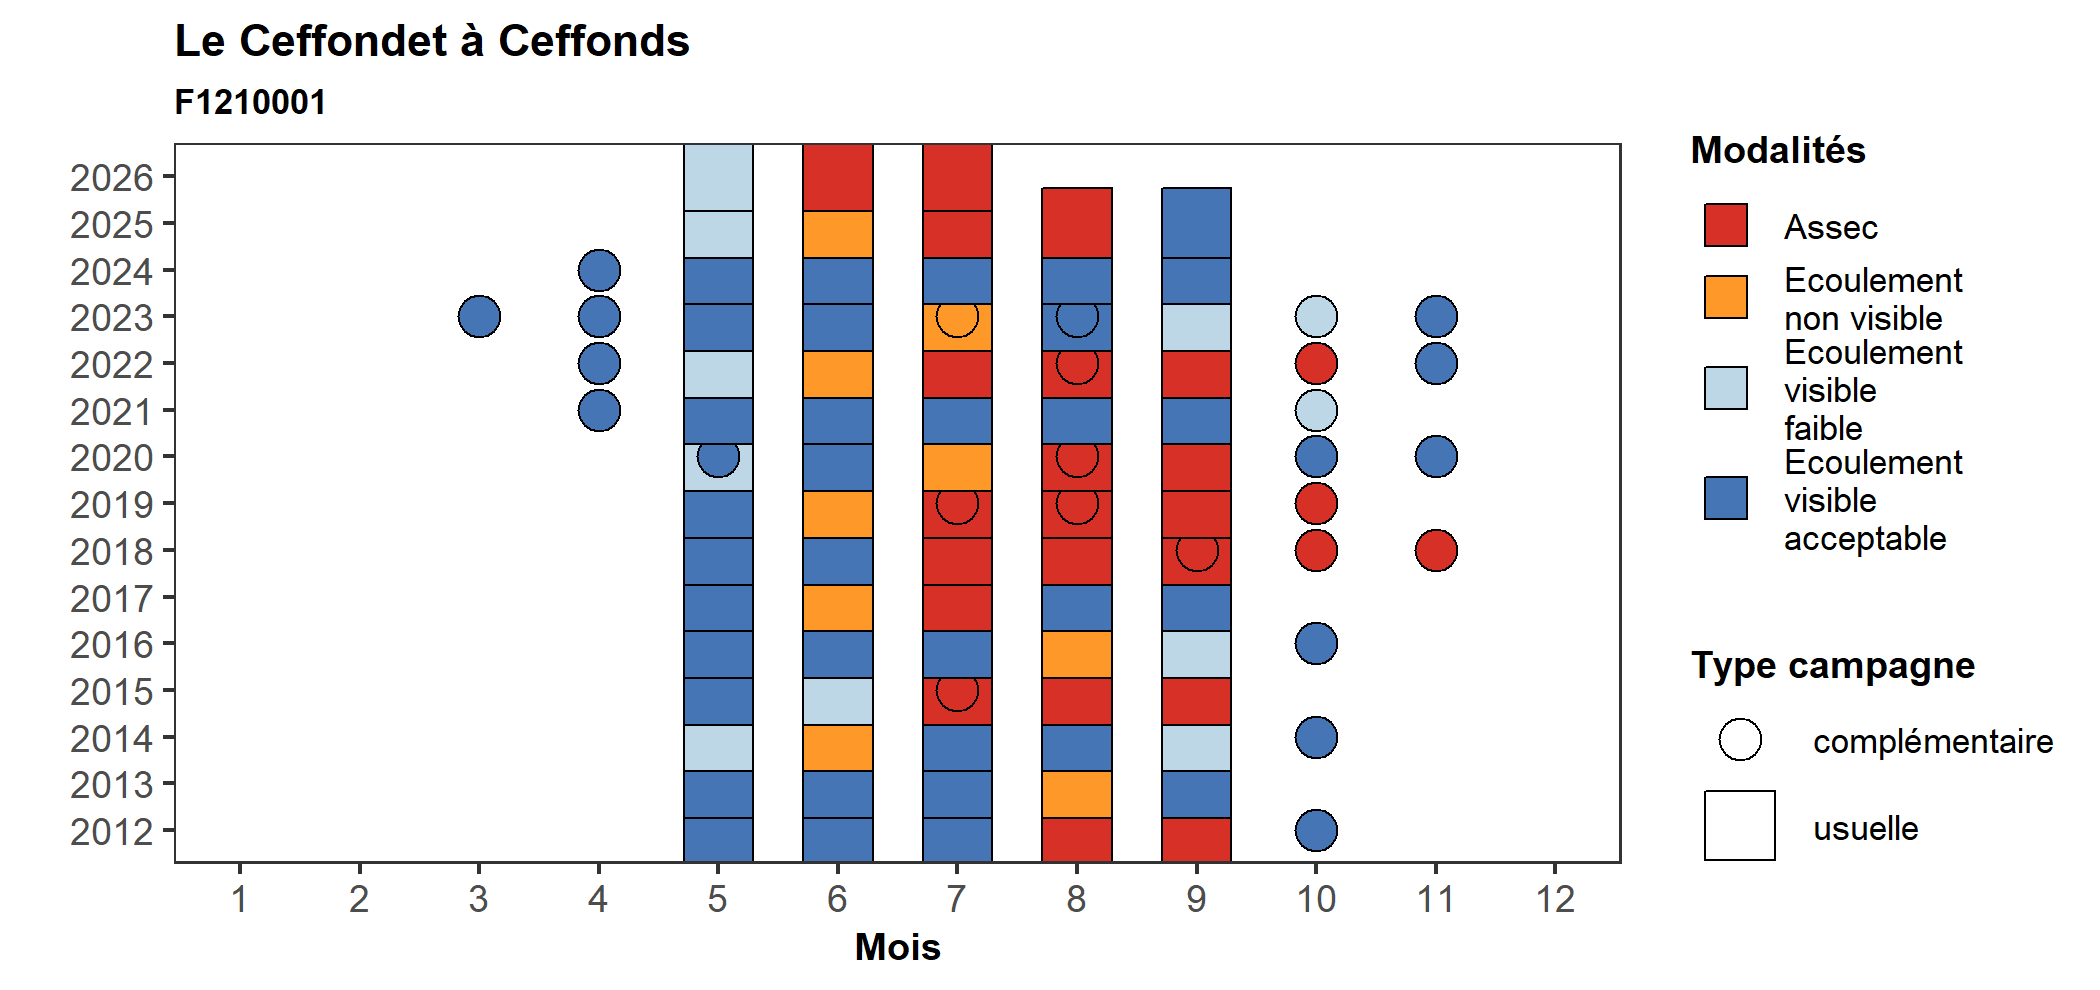 Le Ceffondet à Ceffonds
F1210001
2026
2025
2024
2023
2022
2021
2020
2019
2018
2017
2016
2015
2014
2013
2012
1 2 3 4 5 6 7 8 9 10 11 12
Mois
Modalités
Assec
Ecoulement
non visible
Ecoulement
visible
faible
Ecoulement
visible
acceptable
Type campagne
complémentaire
usuelle